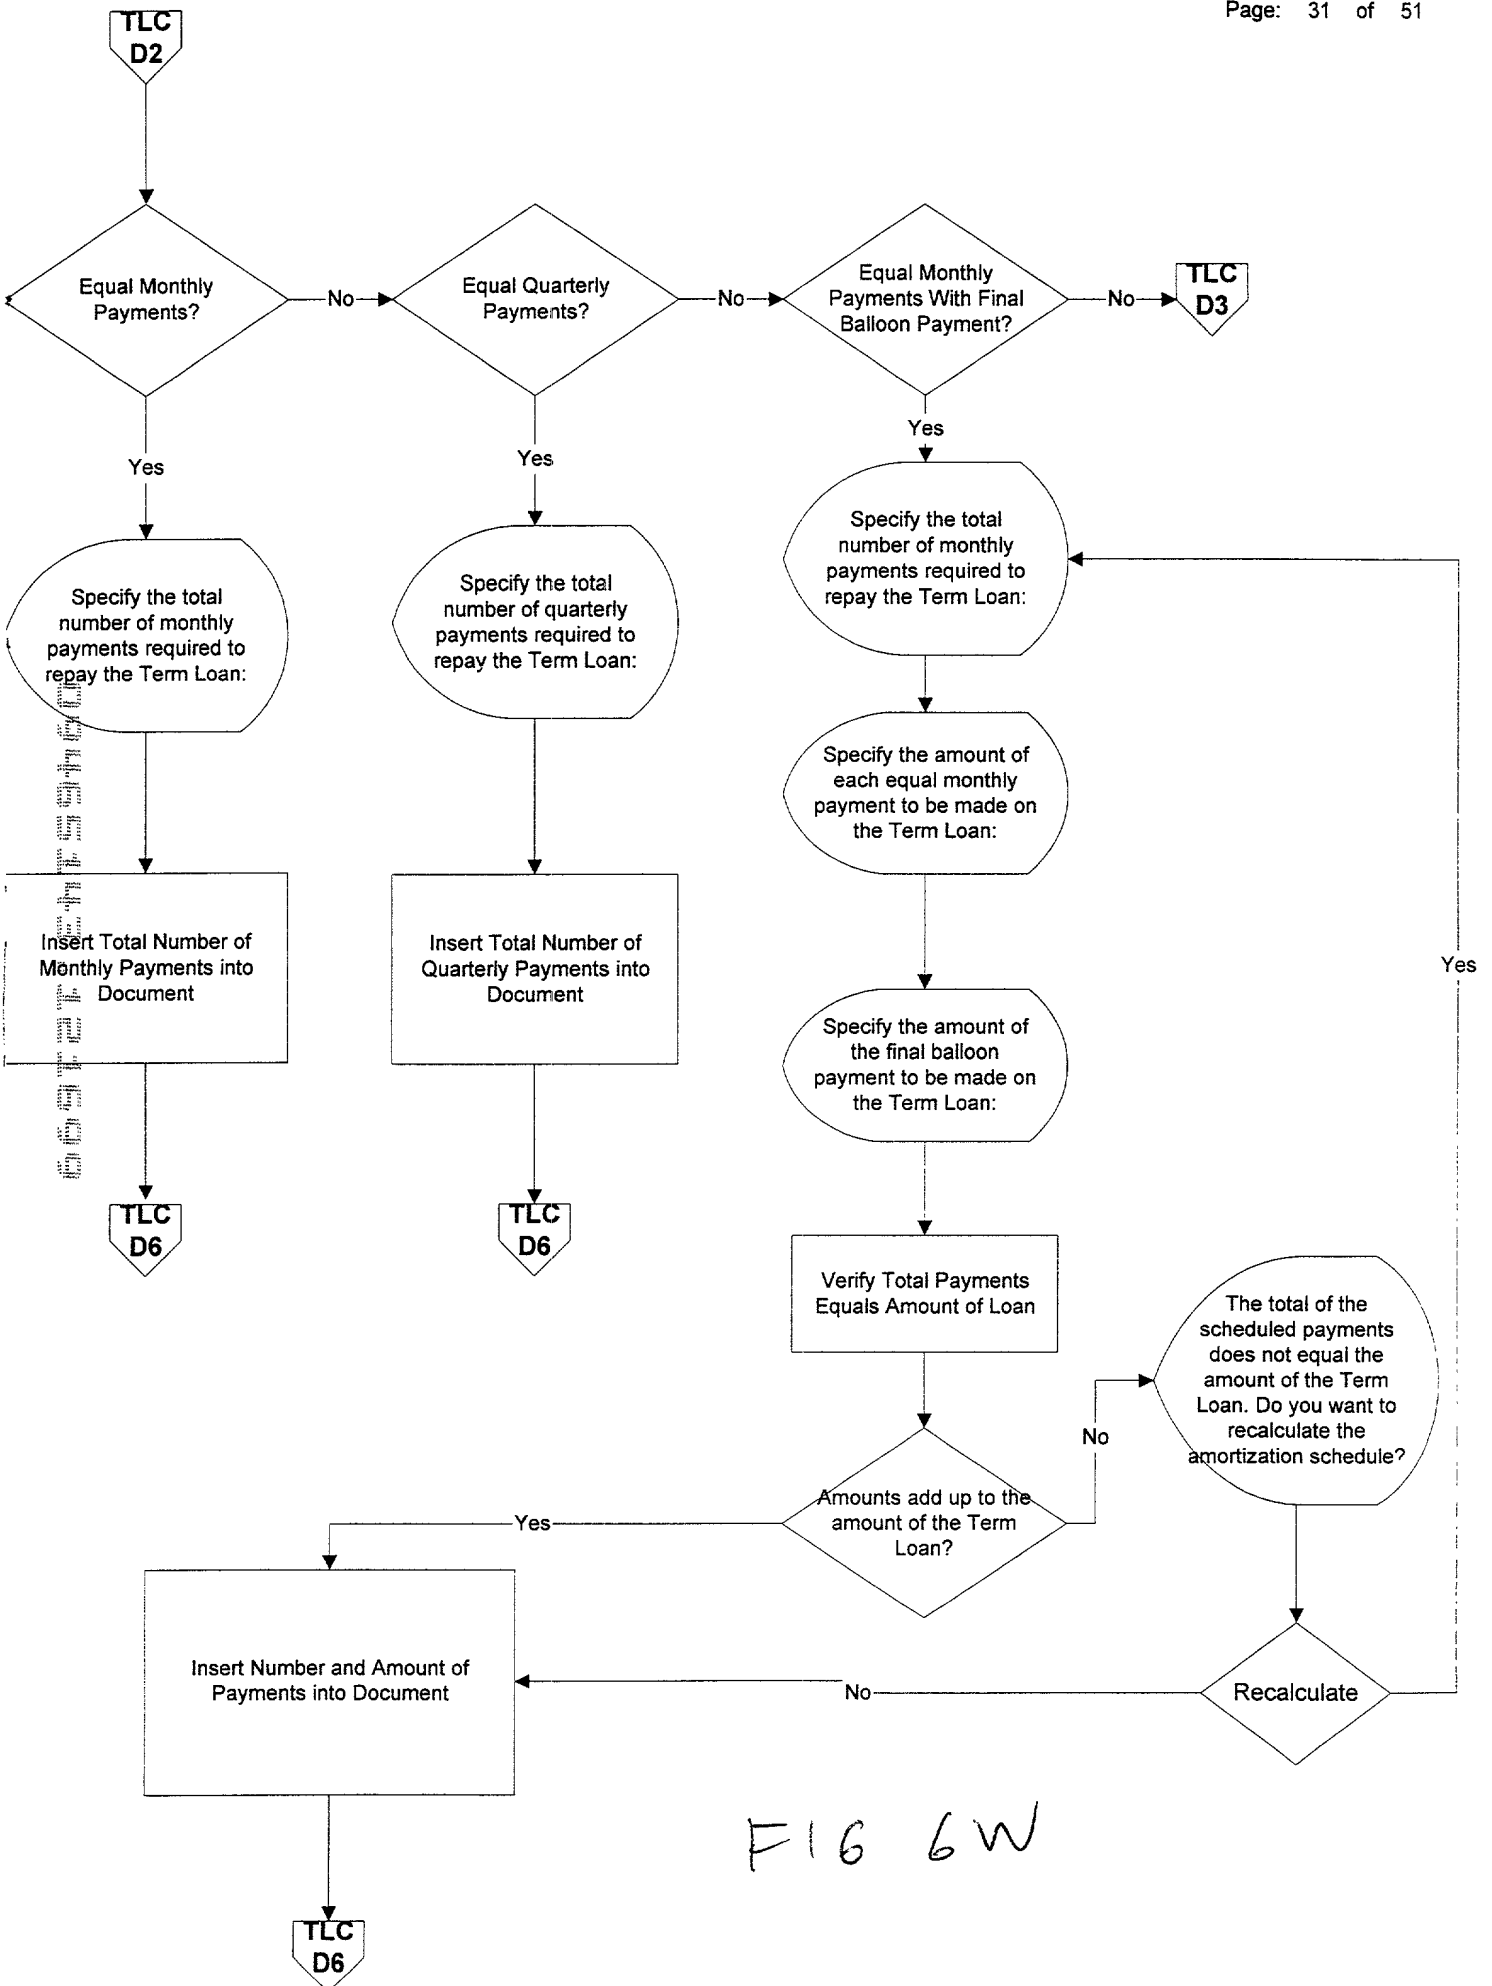 Page: 31 of 51
TLC
D2
Equal Monthly
Payments?
No
Equal Quarterly
Payments?
No
Equal Monthly
Payments With Final
Balloon Payment?
No
TLC
D3
Yes
Yes
Yes
Specify the total
number of monthly
payments required to
repay the Term Loan:
Specify the total
number of quarterly
payments required to
repay the Term Loan:
Specify the total
number of monthly
payments required to
repay the Term Loan:
Specify the amount of
each equal monthly
payment to be made on
the Term Loan:
Insert Total Number of
Monthly Payments into
Document
Insert Total Number of
Quarterly Payments into
Document
Yes
Specify the amount of
the final balloon
payment to be made on
the Term Loan:
TLC
D6
TLC
D6
Verify Total Payments
Equals Amount of Loan
The total of the
scheduled payments
does not equal the
amount of the Term
Loan. Do you want to
recalculate the
amortization schedule?
No
Amounts add up to the
amount of the Term
Loan?
Yes
Insert Number and Amount of
Payments into Document
No
Recalculate
FIG 6W
TLC
D6